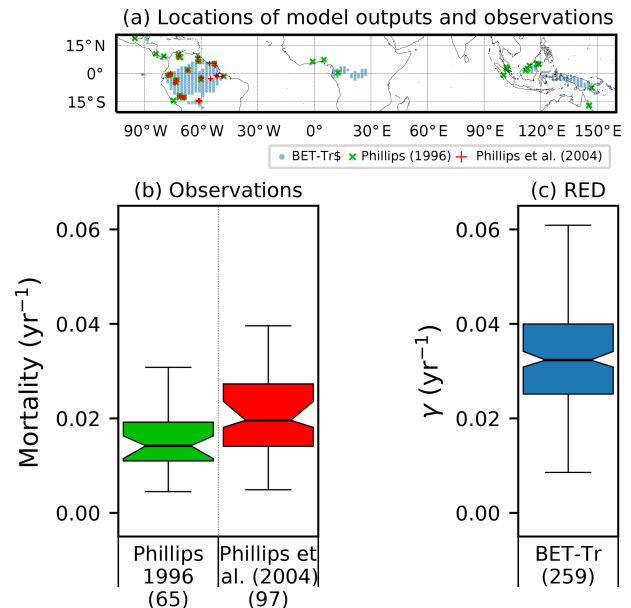 (a) Locations of model outputs and observations
15°N
0°
15°S
90°W 60°W 30°W 0° 30°E 60°E 90°E 120°E 150°E
BET-Tr$ Phillips (1996) Phillips et al. (2004)
(b) Observations
(c) RED
Mortality (yr⁻¹)
0.06
0.04
0.02
0.00
Phillips
1996
(65)
Phillips et
al. (2004)
(97)
γ (yr⁻¹)
0.06
0.04
0.02
0.00
BET-Tr
(259)